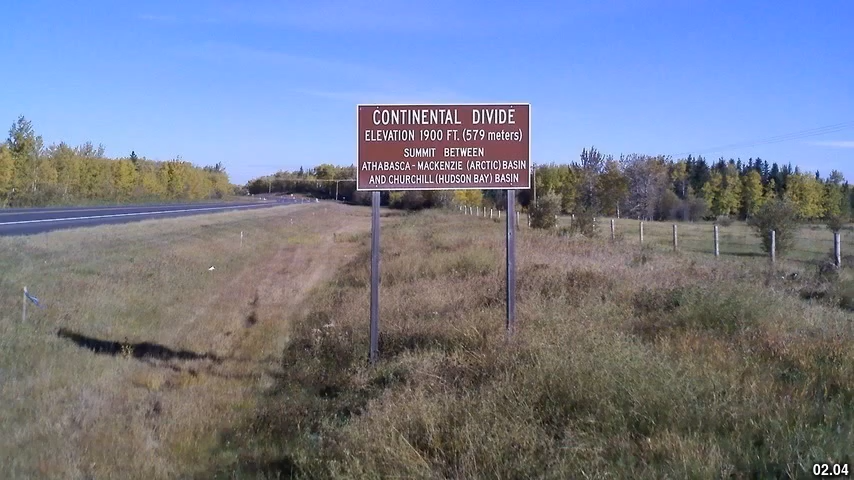 CONTINENTAL DIVIDE
ELEVATION 1900 FT. (579 meters)
SUMMIT BETWEEN
ATHABASCA-MACKENZIE (ARCTIC) BASIN
AND CHURCHILL (HUDSON BAY) BASIN
02.04